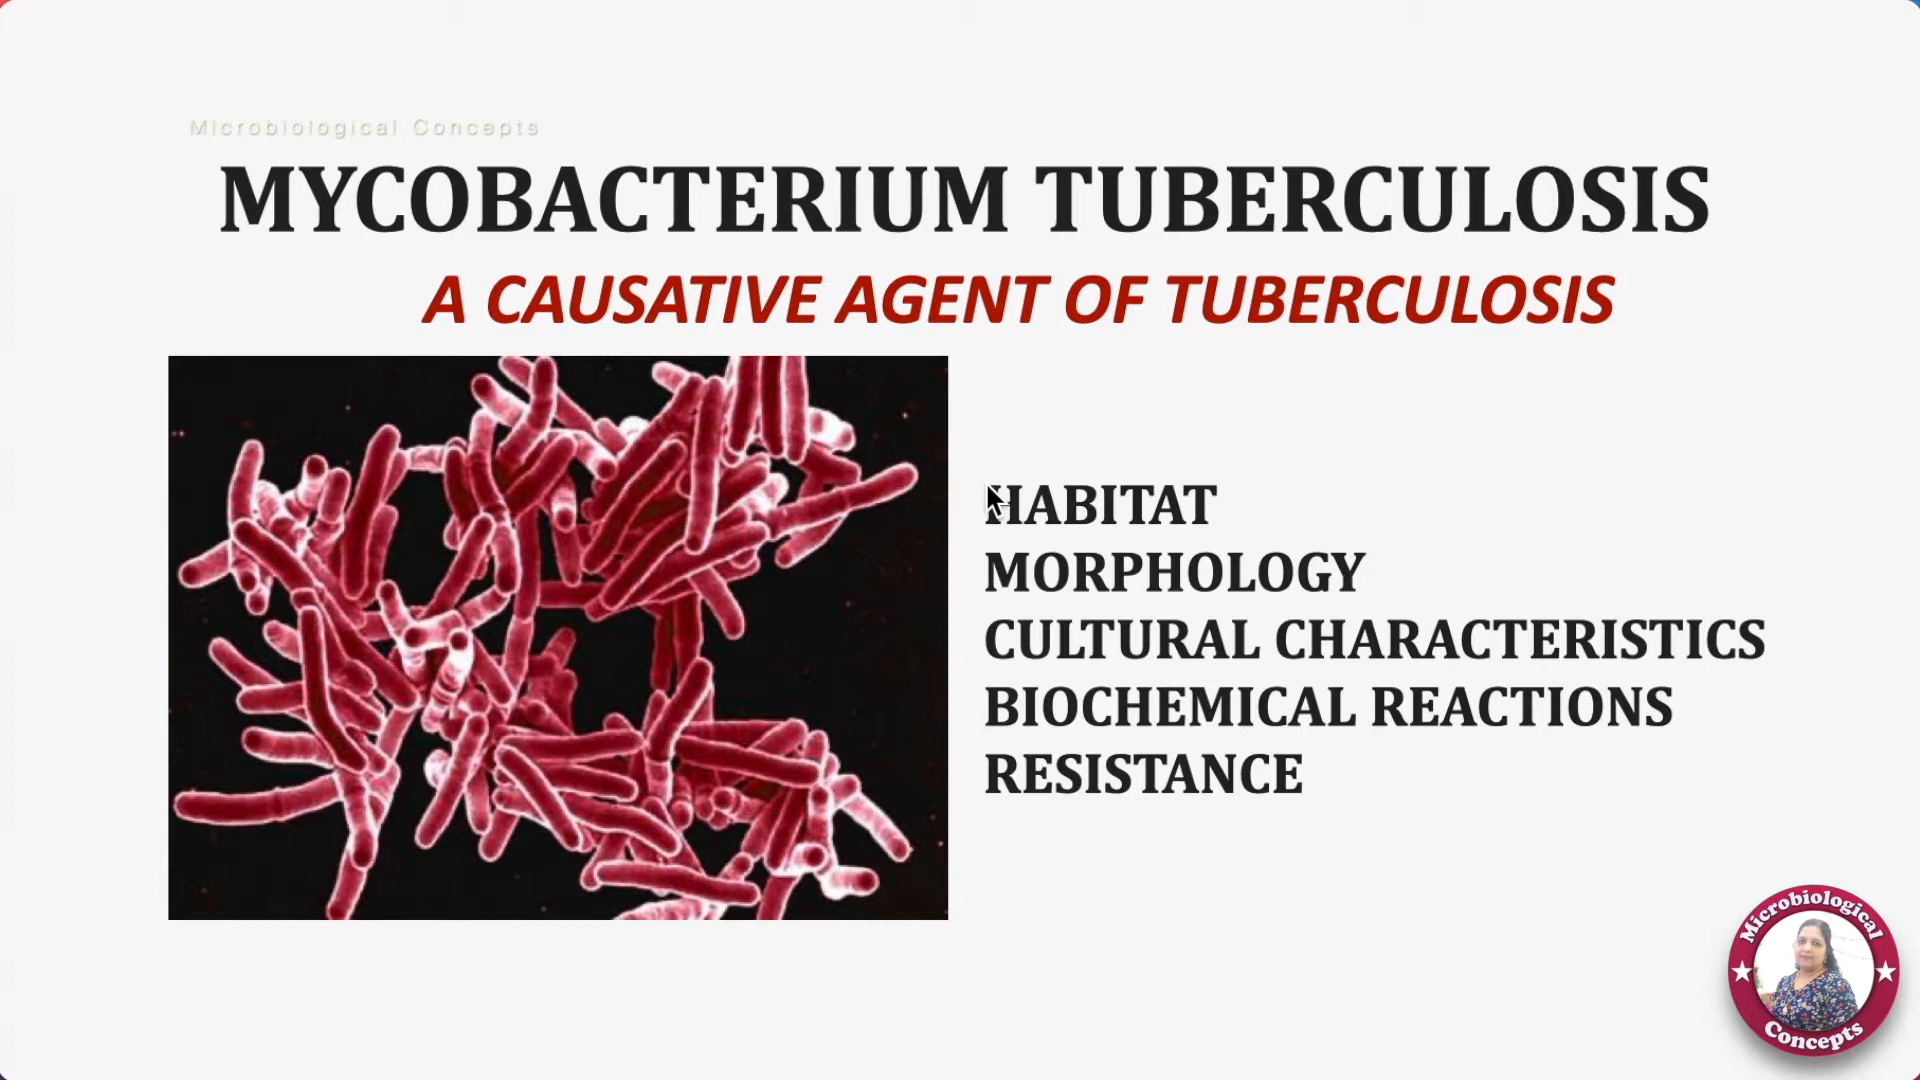 Microbiological Concepts
MYCOBACTERIUM TUBERCULOSIS
A CAUSATIVE AGENT OF TUBERCULOSIS
HABITAT
MORPHOLOGY
CULTURAL CHARACTERISTICS
BIOCHEMICAL REACTIONS
RESISTANCE
Microbiological
Concepts